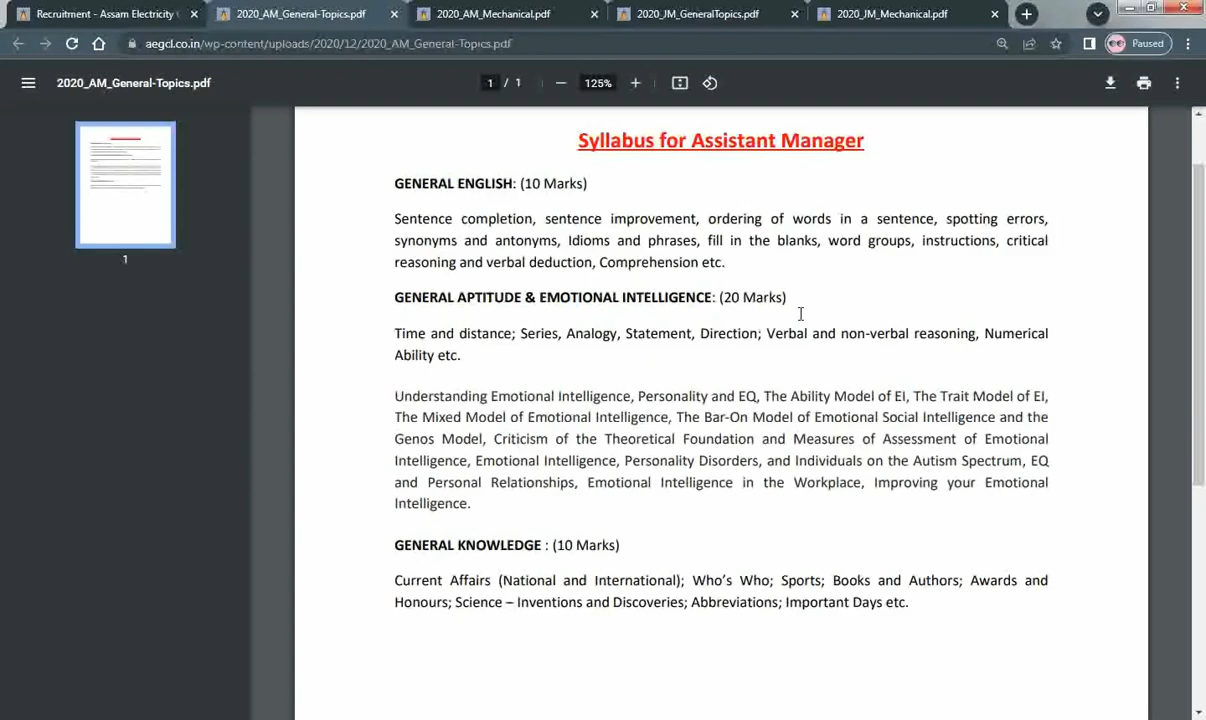 Recruitment - Assam Electricity
2020_AM_General-Topics.pdf
2020_AM_Mechanical.pdf
2020_JM_GeneralTopics.pdf
2020_JM_Mechanical.pdf
aegcl.co.in/wp-content/uploads/2020/12/2020_AM_General-Topics.pdf
Paused
2020_AM_General-Topics.pdf
1 / 1
125%
1
Syllabus for Assistant Manager
GENERAL ENGLISH: (10 Marks)
Sentence completion, sentence improvement, ordering of words in a sentence, spotting errors,
synonyms and antonyms, Idioms and phrases, fill in the blanks, word groups, instructions, critical
reasoning and verbal deduction, Comprehension etc.
GENERAL APTITUDE & EMOTIONAL INTELLIGENCE: (20 Marks)
Time and distance; Series, Analogy, Statement, Direction; Verbal and non-verbal reasoning, Numerical
Ability etc.
Understanding Emotional Intelligence, Personality and EQ, The Ability Model of EI, The Trait Model of EI,
The Mixed Model of Emotional Intelligence, The Bar-On Model of Emotional Social Intelligence and the
Genos Model, Criticism of the Theoretical Foundation and Measures of Assessment of Emotional
Intelligence, Emotional Intelligence, Personality Disorders, and Individuals on the Autism Spectrum, EQ
and Personal Relationships, Emotional Intelligence in the Workplace, Improving your Emotional
Intelligence.
GENERAL KNOWLEDGE : (10 Marks)
Current Affairs (National and International); Who's Who; Sports; Books and Authors; Awards and
Honours; Science – Inventions and Discoveries; Abbreviations; Important Days etc.